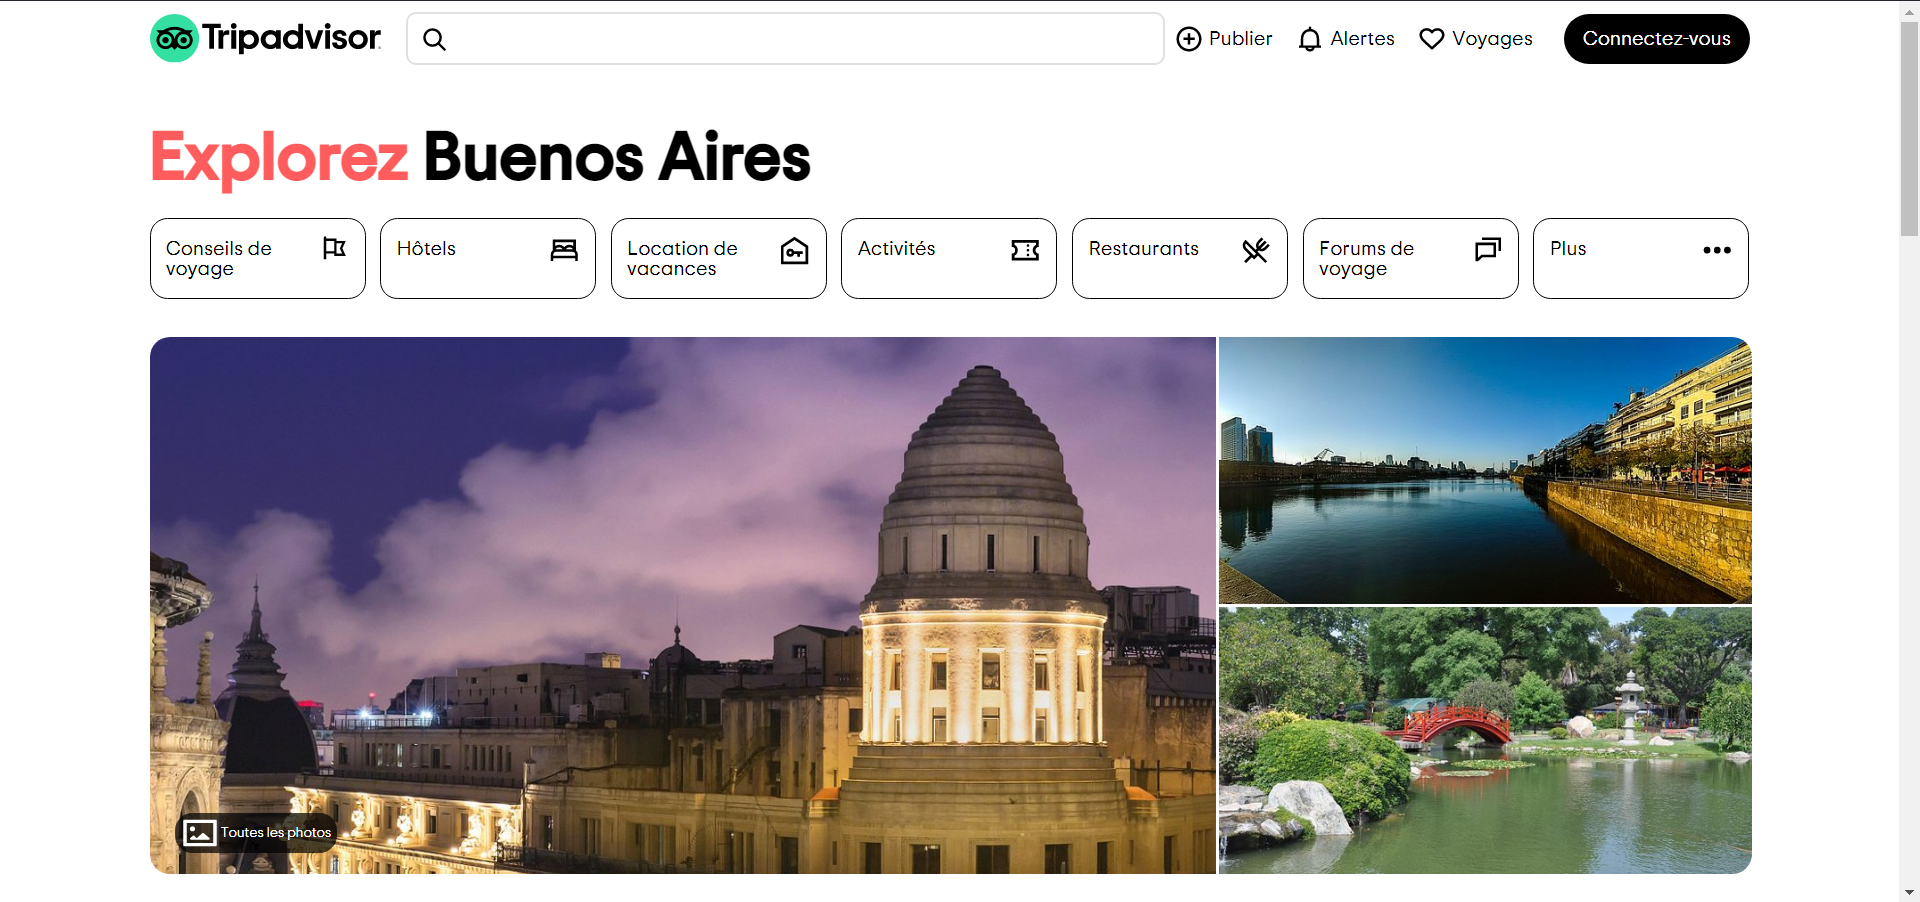 Tripadvisor
Publier
Alertes
Voyages
Connectez-vous
Explorez Buenos Aires
Conseils de
voyage
Hôtels
Location de
vacances
Activités
Restaurants
Forums de
voyage
Plus
Toutes les photos